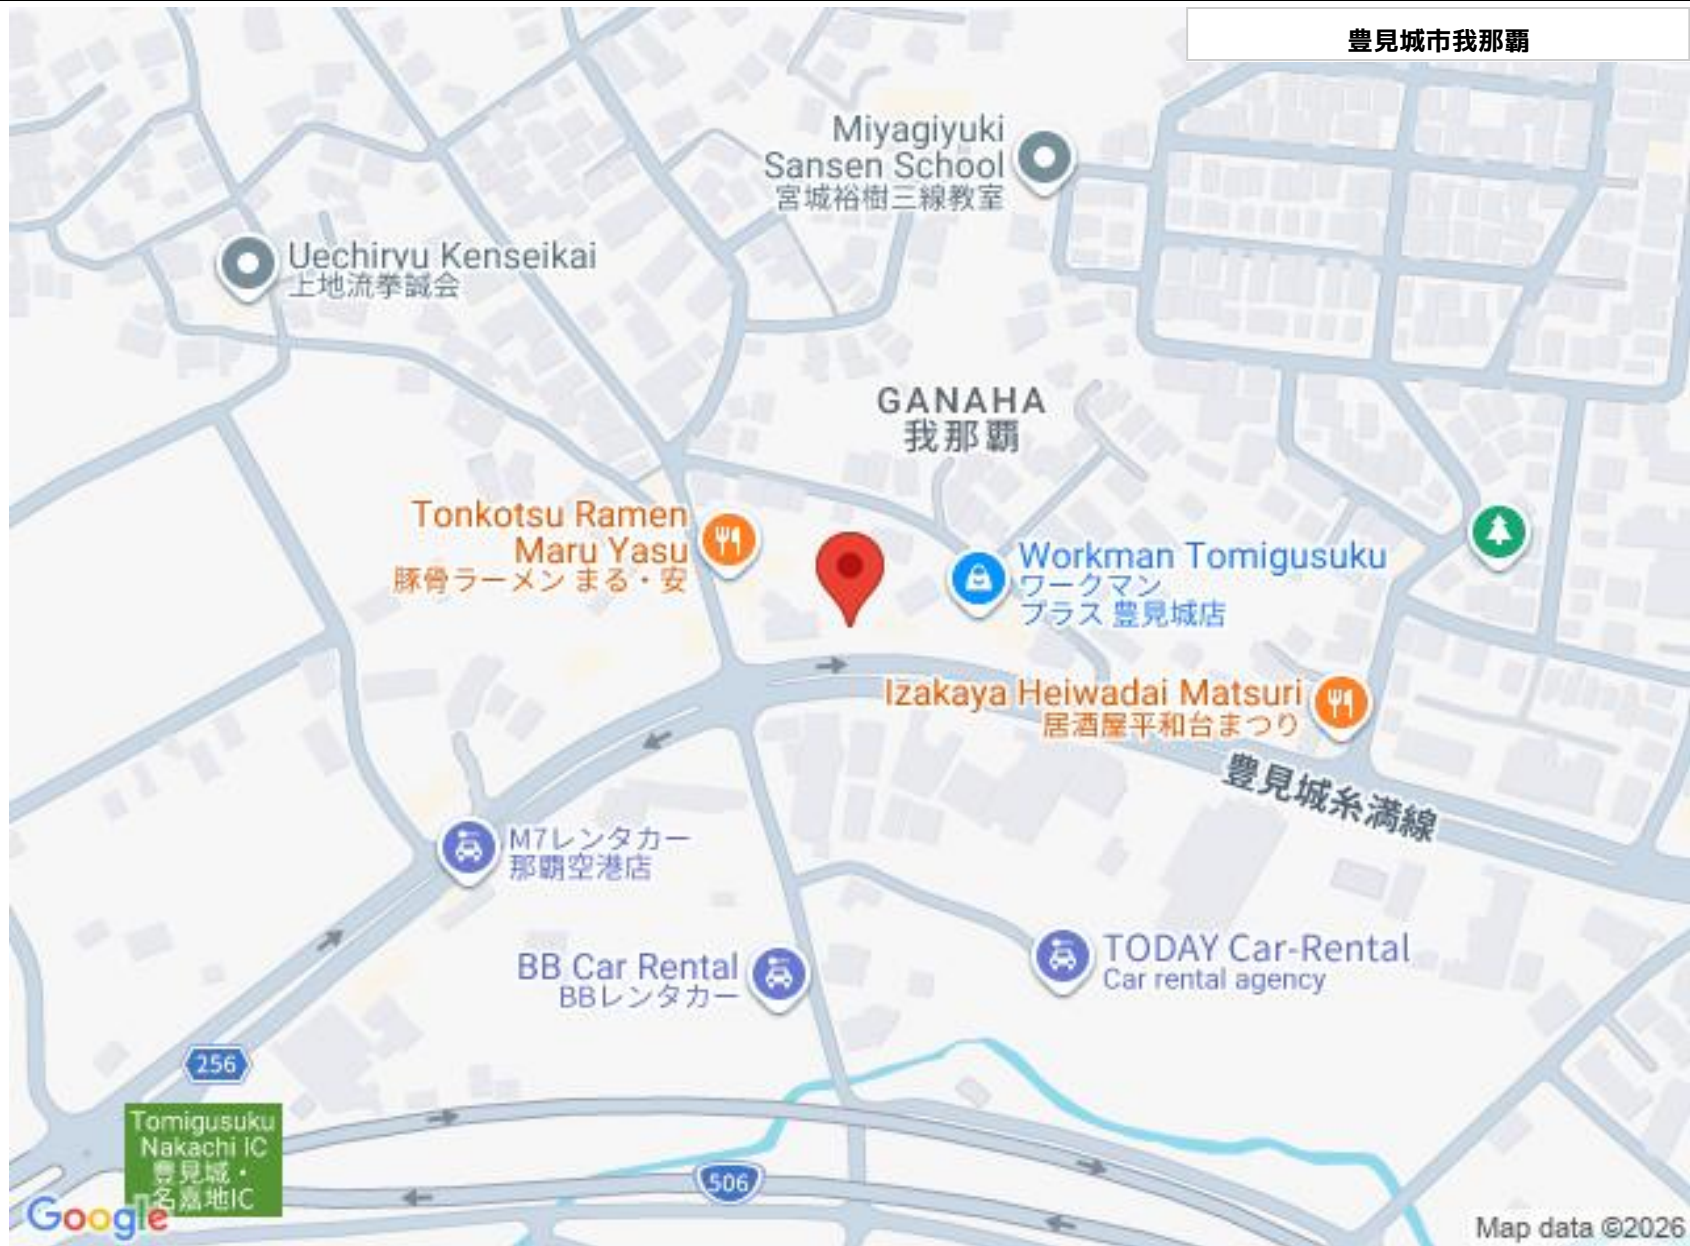 豊見城市我那覇
Miyagiyuki
Sansen School
宮城裕樹三線教室
Uechiryu Kenseikai
上地流拳誠会
GANAHA
我那覇
Tonkotsu Ramen
Maru Yasu
豚骨ラーメン まる・安
Workman Tomigusuku
ワークマン
プラス 豊見城店
Izakaya Heiwadai Matsuri
居酒屋平和台まつり
豊見城糸満線
M7レンタカー
那覇空港店
BB Car Rental
BBレンタカー
TODAY Car-Rental
Car rental agency
256
Tomigusuku
Nakachi IC
豊見城・
名嘉地IC
506
Google
Map data ©2026